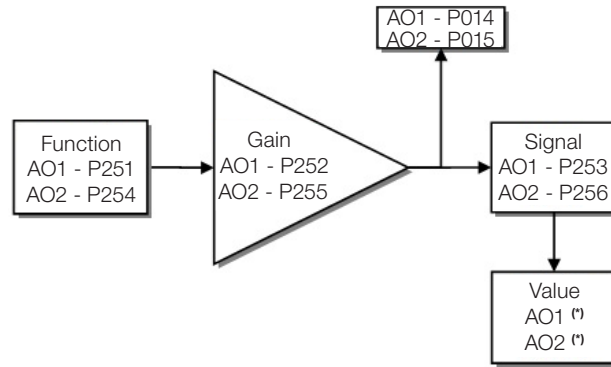 AO1 - P014
AO2 - P015
Function
AO1 - P251
AO2 - P254
Gain
AO1 - P252
AO2 - P255
Signal
AO1 - P253
AO2 - P256
Value
AO1 (*)
AO2 (*)